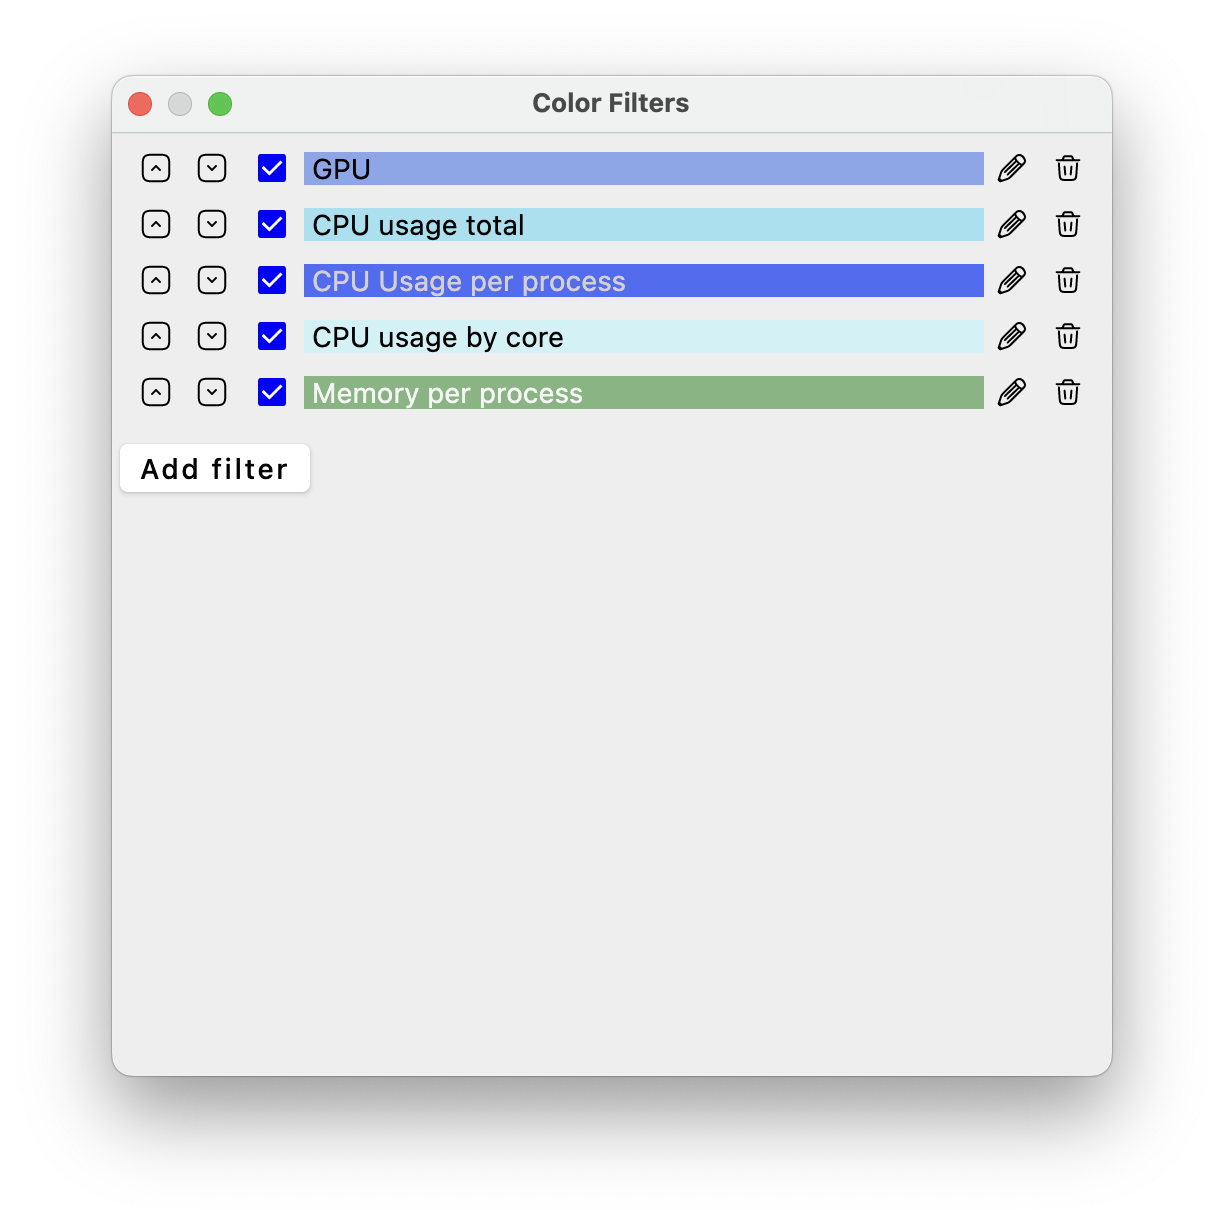 Color Filters
GPU
CPU usage total
CPU Usage per process
CPU usage by core
Memory per process
Add filter